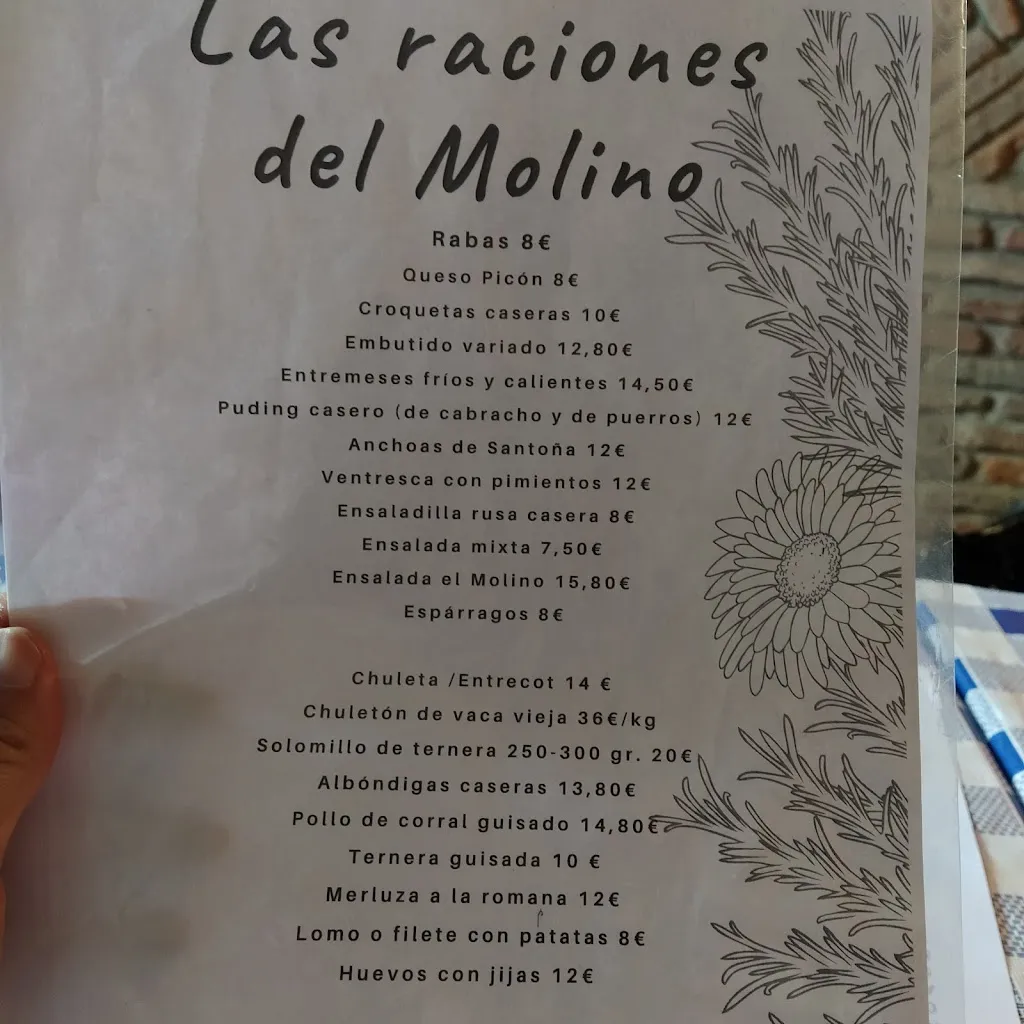 Las raciones
del Molino
Rabas 8€
Queso Picón 8€
Croquetas caseras 10€
Embutido variado 12,80€
Entremeses fríos y calientes 14,50€
Puding casero (de cabracho y de puerros) 12€
Anchoas de Santoña 12€
Ventresca con pimientos 12€
Ensaladilla rusa casera 8€
Ensalada mixta 7,50€
Ensalada el Molino 15,80€
Espárragos 8€
Chuleta /Entrecot 14 €
Chuletón de vaca vieja 36€/kg
Solomillo de ternera 250-300 gr. 20€
Albóndigas caseras 13,80€
Pollo de corral guisado 14,80€
Ternera guisada 10 €
Merluza a la romana 12€
Lomo o filete con patatas 8€
Huevos con jijas 12€